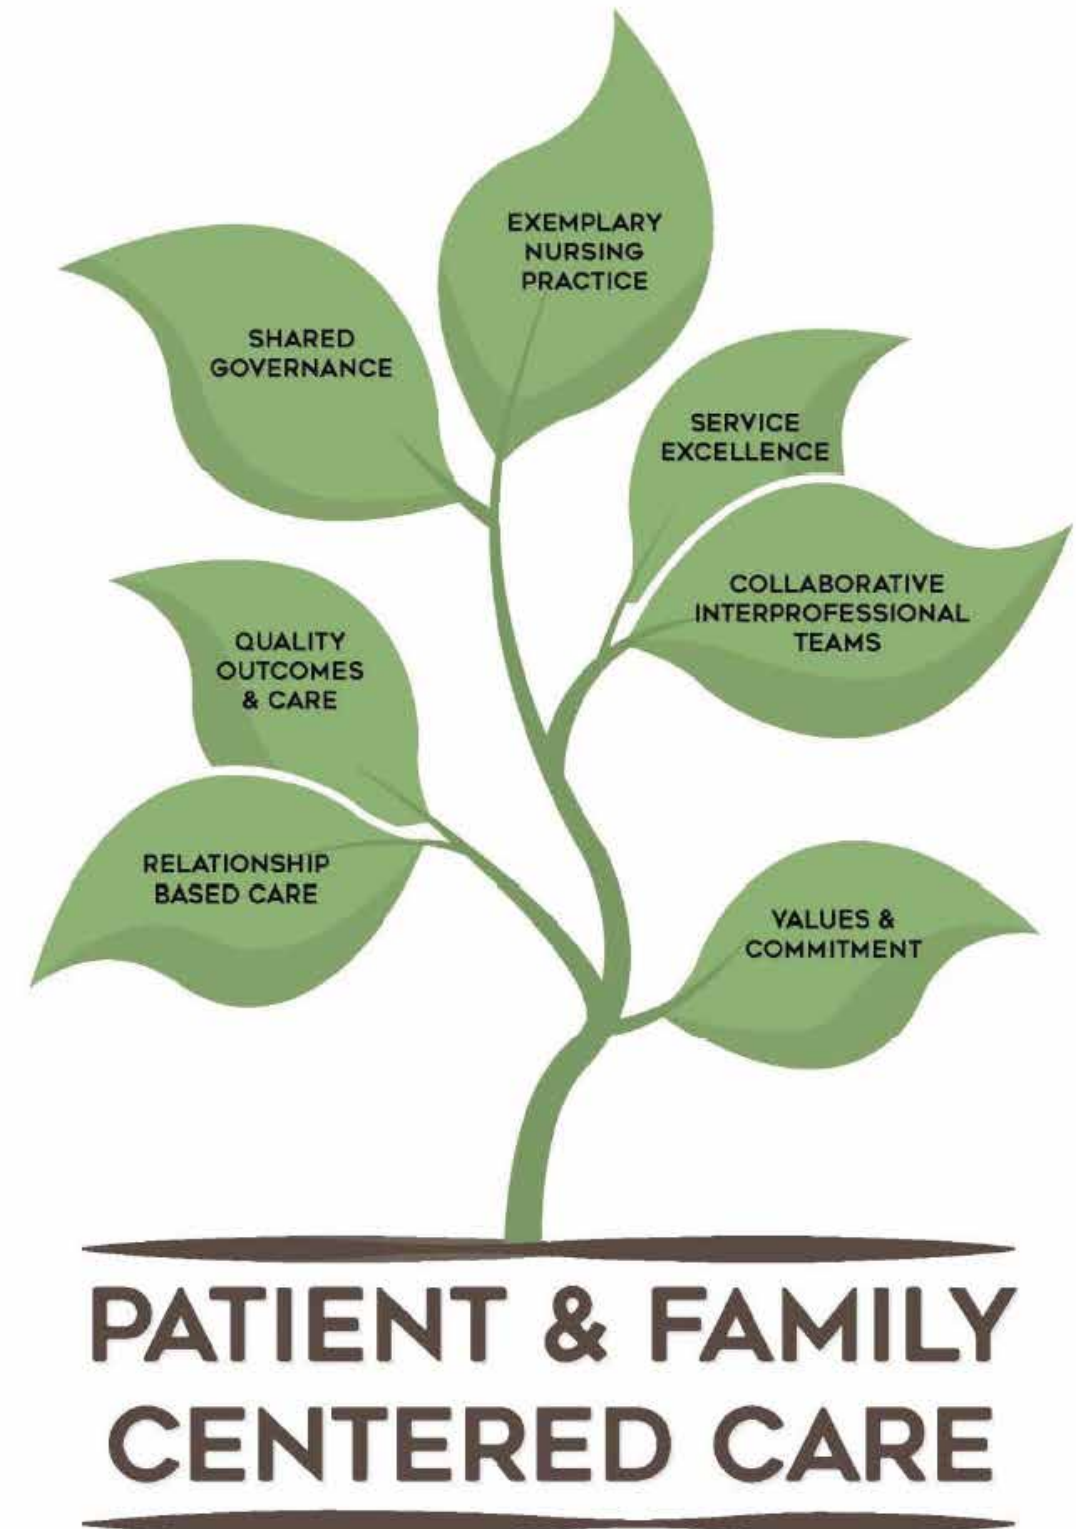 EXEMPLARY
NURSING
PRACTICE
SHARED
GOVERNANCE
SERVICE
EXCELLENCE
COLLABORATIVE
INTERPROFESSIONAL
TEAMS
QUALITY
OUTCOMES
& CARE
RELATIONSHIP
BASED CARE
VALUES &
COMMITMENT
PATIENT & FAMILY
CENTERED CARE